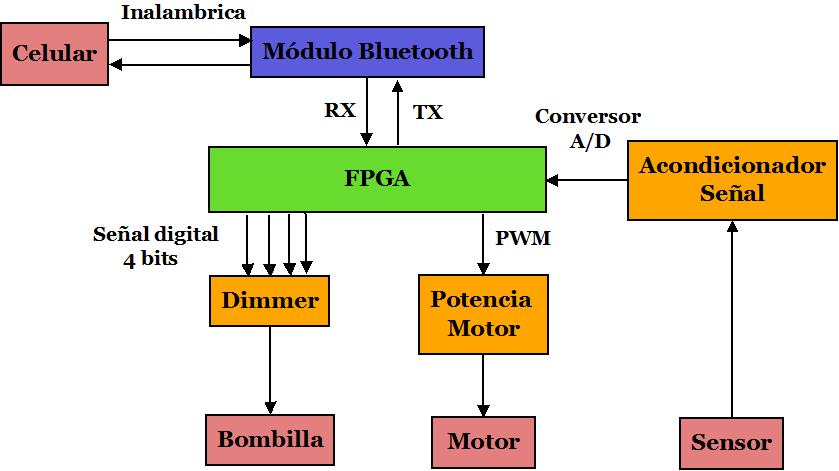 Inalambrica
Celular
Módulo Bluetooth
RX
TX
Conversor
A/D
FPGA
Acondicionador
Señal
Señal digital
4 bits
PWM
Dimmer
Potencia
Motor
Bombilla
Motor
Sensor